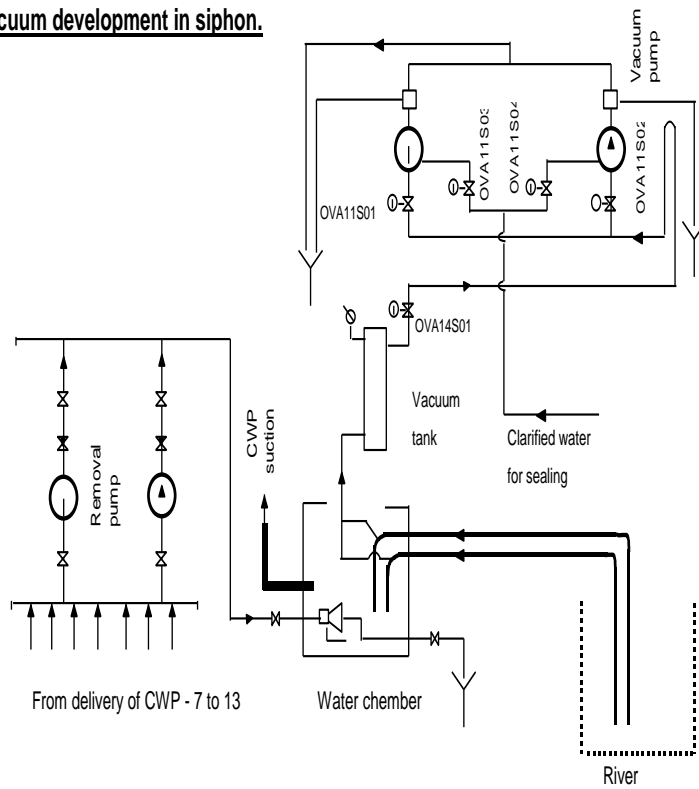 cuum development in siphon.
Vacuum
pump
OVA11S03
OVA11S04
OVA11S02
OVA11S01
OVA14S01
CWP
suction
Vacuum
tank
Clarified water
for sealing
Removal
pump
From delivery of CWP - 7 to 13
Water chember
River